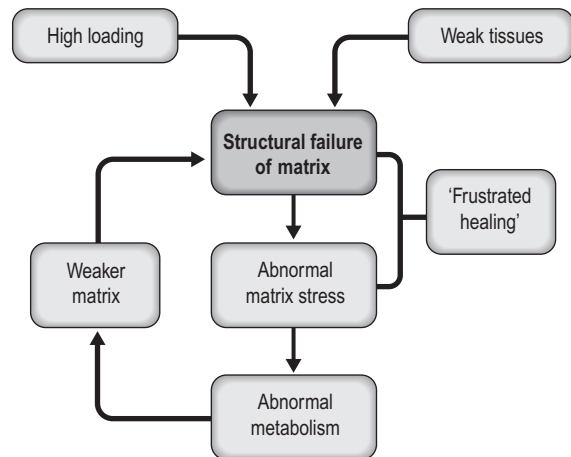 High loading
Weak tissues
Structural failure
of matrix
‘Frustrated
healing’
Weaker
matrix
Abnormal
matrix stress
Abnormal
metabolism